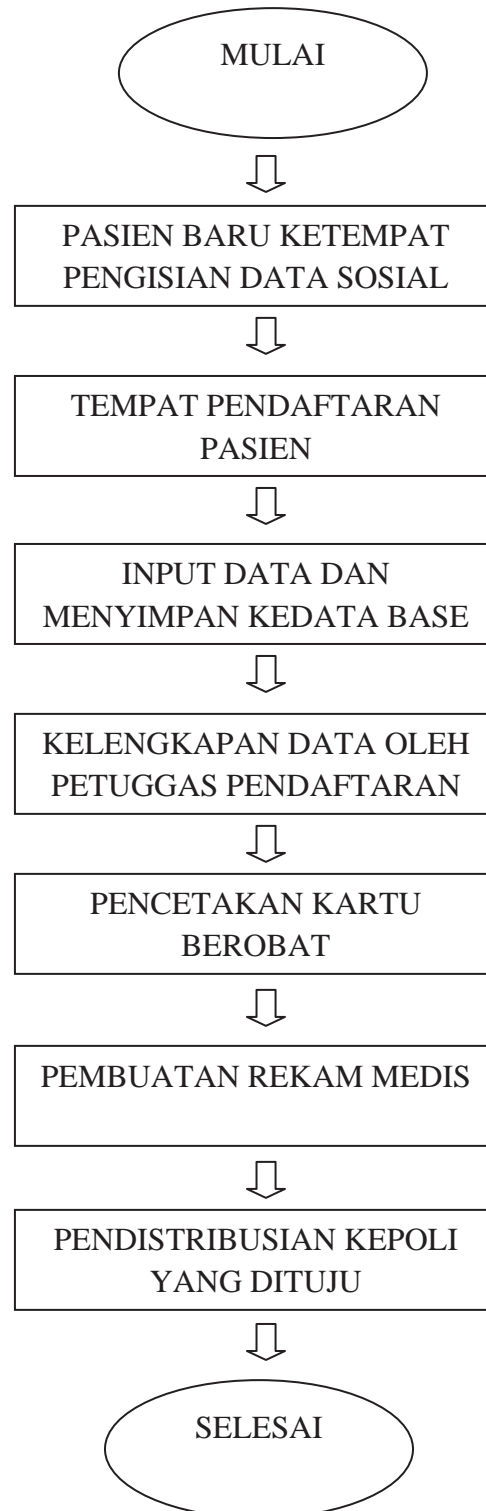 MULAI
PASIEN BARU KETEMPAT
PENGISIAN DATA SOSIAL
TEMPAT PENDAFTARAN
PASIEN
INPUT DATA DAN
MENYIMPAN KEDATA BASE
KELENGKAPAN DATA OLEH
PETUGGAS PENDAFTARAN
PENCETAKAN KARTU
BEROBAT
PEMBUATAN REKAM MEDIS
PENDISTRIBUSIAN KEPOLI
YANG DITUJU
SELESAI